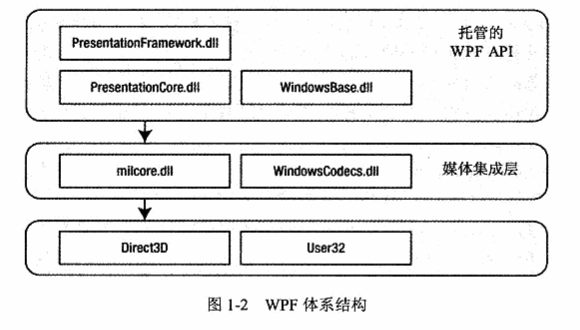 PresentationFramework.dll
托管的
WPF API
PresentationCore.dll
WindowsBase.dll
milcore.dll
WindowsCodecs.dll
媒体集成层
Direct3D
User32
图 1-2 WPF 体系结构